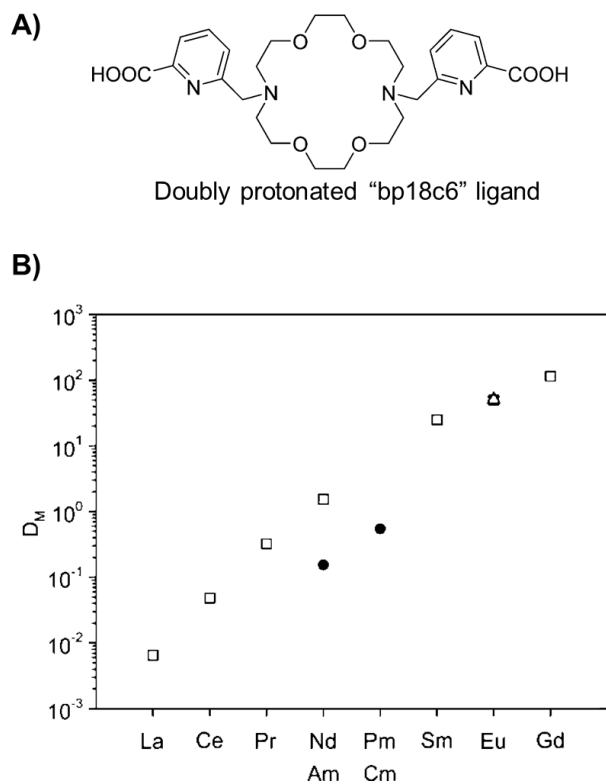 A)
HOOC N N N N COOH
O O
O O
Doubly protonated “bp18c6” ligand
B)
D_M
10³
10²
10¹
10⁰
10⁻¹
10⁻²
10⁻³
La Ce Pr Nd Pm Sm Eu Gd
Am Cm